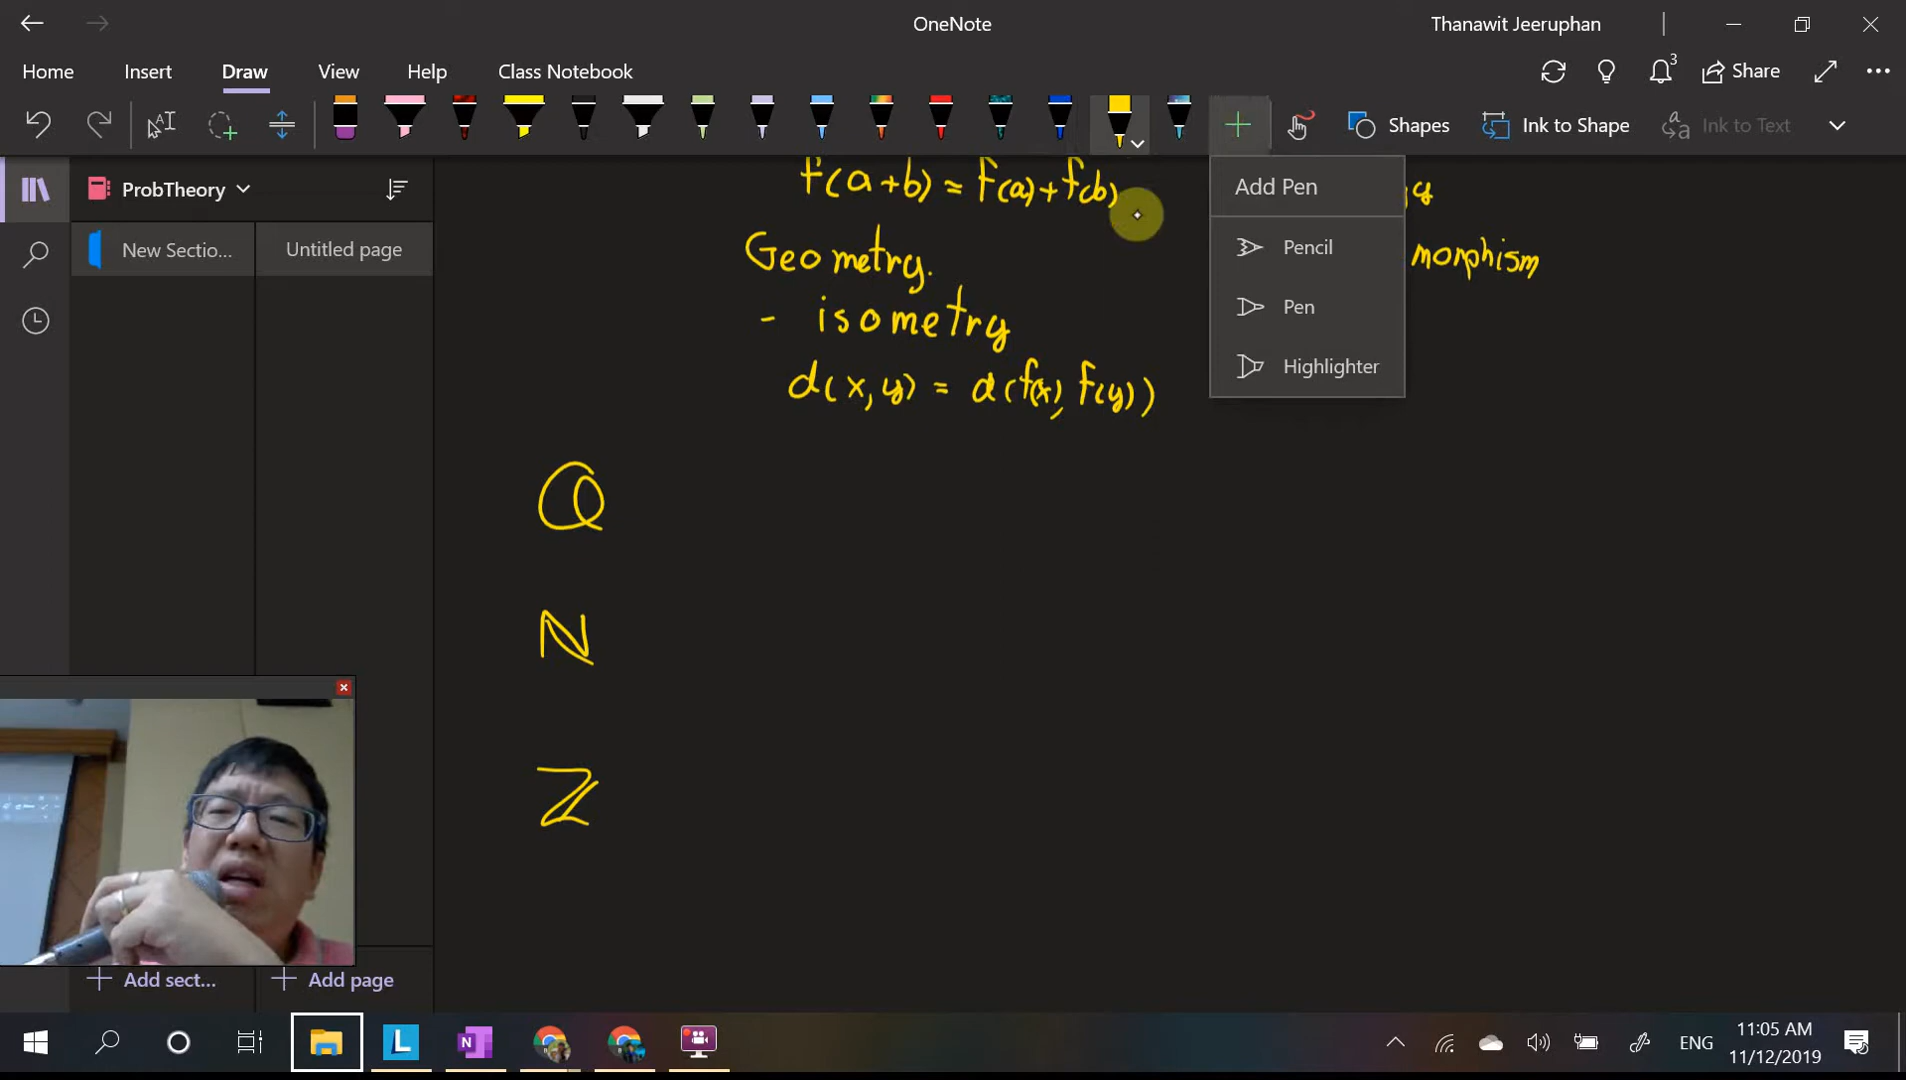 OneNote
Thanawit Jeeruphan
Home Insert Draw View Help Class Notebook
3
Share
Shapes
Ink to Shape
Ink to Text
ProbTheory
New Sectio...
Untitled page
Add Pen
Pencil
Pen
Highlighter
f(a+b) = f(a)+f(b)
Geometry.
morphism
- isometry
d(x,y) = d(f(x), f(y))
Q
N
Z
Add sect...
Add page
L
N
ENG
11:05 AM
11/12/2019